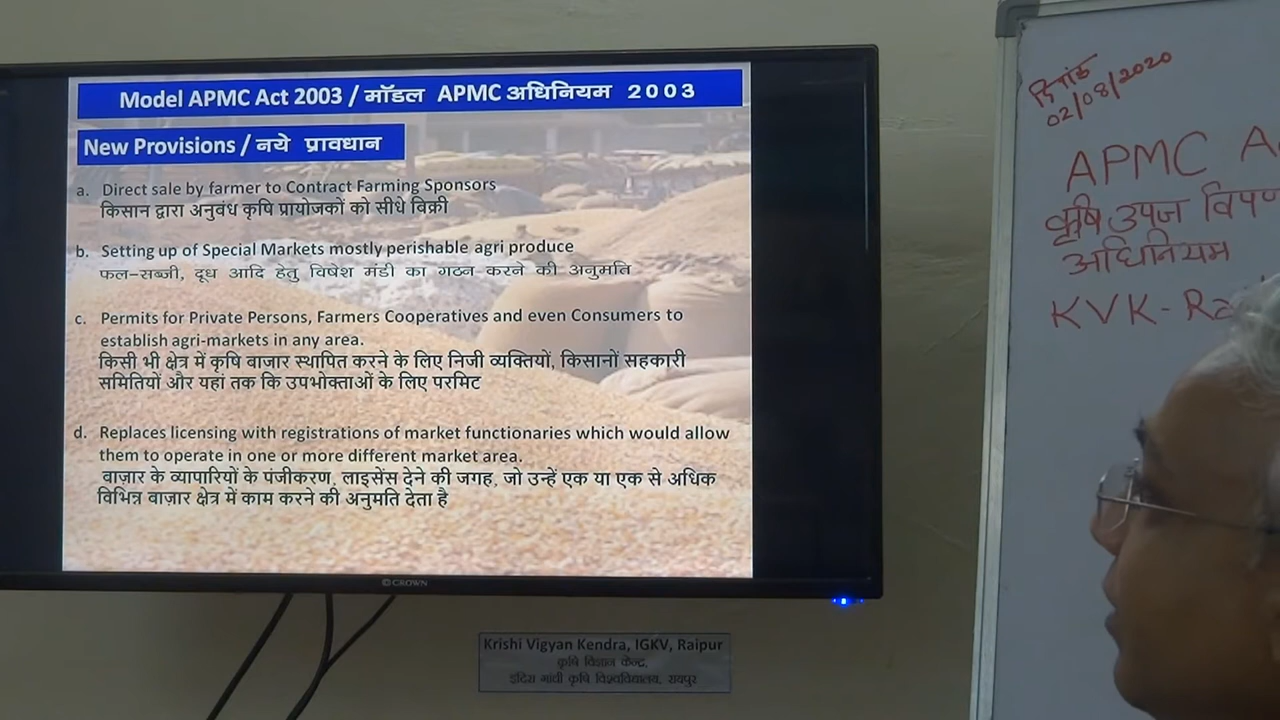 Model APMC Act 2003 / मॉडल APMC अधिनियम 2003
New Provisions / नये प्रावधान
a. Direct sale by farmer to Contract Farming Sponsors
किसान द्वारा अनुबंध कृषि प्रायोजकों को सीधे विक्री
b. Setting up of Special Markets mostly perishable agri produce
फल-सब्जी, दूध आदि हेतु विषेश मंडी का गठन करने की अनुमति
c. Permits for Private Persons, Farmers Cooperatives and even Consumers to
establish agri-markets in any area.
किसी भी क्षेत्र में कृषि बाजार स्थापित करने के लिए निजी व्यक्तियों, किसानों सहकारी
समितियों और यहां तक कि उपभोक्ताओं के लिए परमिट
d. Replaces licensing with registrations of market functionaries which would allow
them to operate in one or more different market area.
बाज़ार के व्यापारियों के पंजीकरण, लाइसेंस देने की जगह, जो उन्हें एक या एक से अधिक
विभिन्न बाज़ार क्षेत्र में काम करने की अनुमति देता है
CROWN
Krishi Vigyan Kendra, IGKV, Raipur
कृषि विज्ञान केन्द्र,
इंदिरा गांधी कृषि विश्वविद्यालय, रायपुर
दिनांक
02/08/2020
APMC A
कृषि उपज विपण
अधिनियम
KVK-Ra